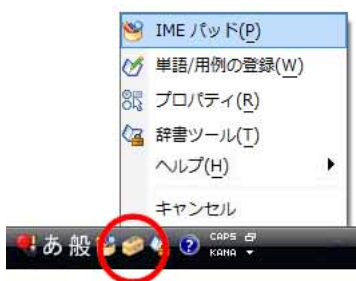 IME パッド(P)
単語/用例の登録(W)
プロパティ(R)
辞書ツール(T)
ヘルプ(H)
キャンセル
あ 般 CAPS
KANA